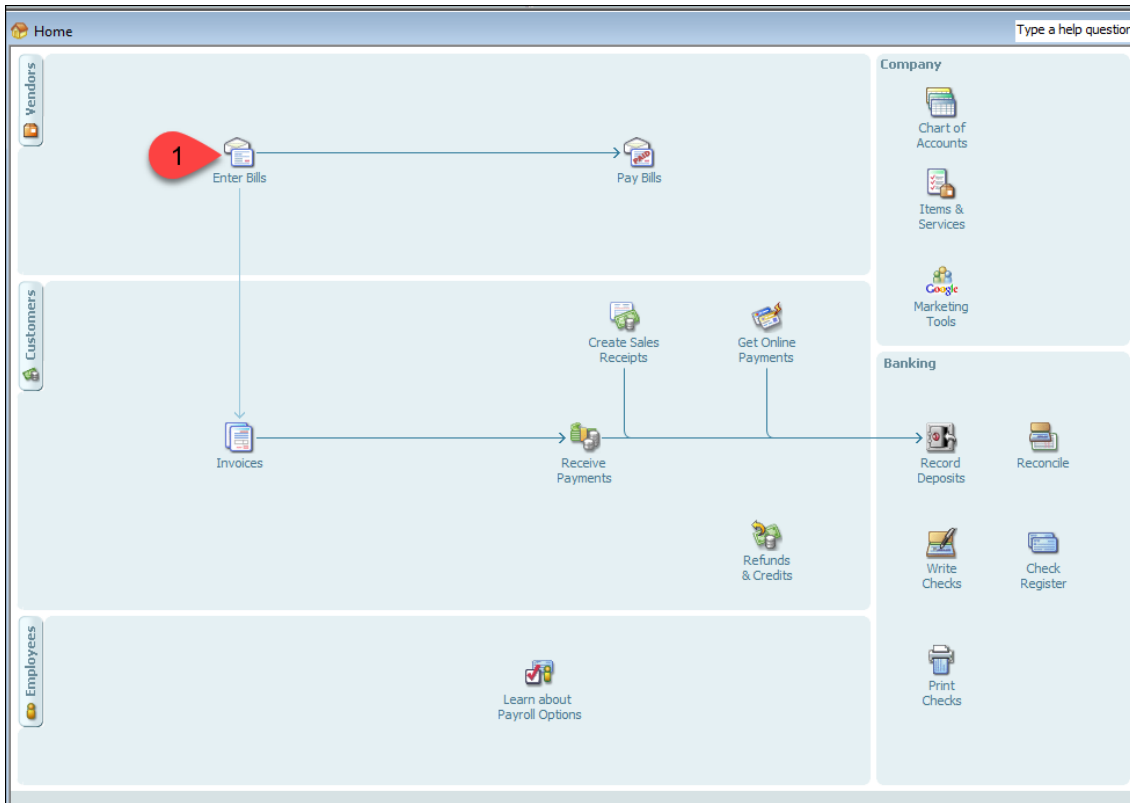 Home
Type a help question
Vendors
1
Enter Bills
PAID
Pay Bills
Customers
Create Sales
Receipts
Get Online
Payments
Invoices
Receive
Payments
Refunds
& Credits
Employees
Learn about
Payroll Options
Company
Chart of
Accounts
Items &
Services
Google
Marketing
Tools
Banking
Record
Deposits
Reconcile
Write
Checks
Check
Register
Print
Checks